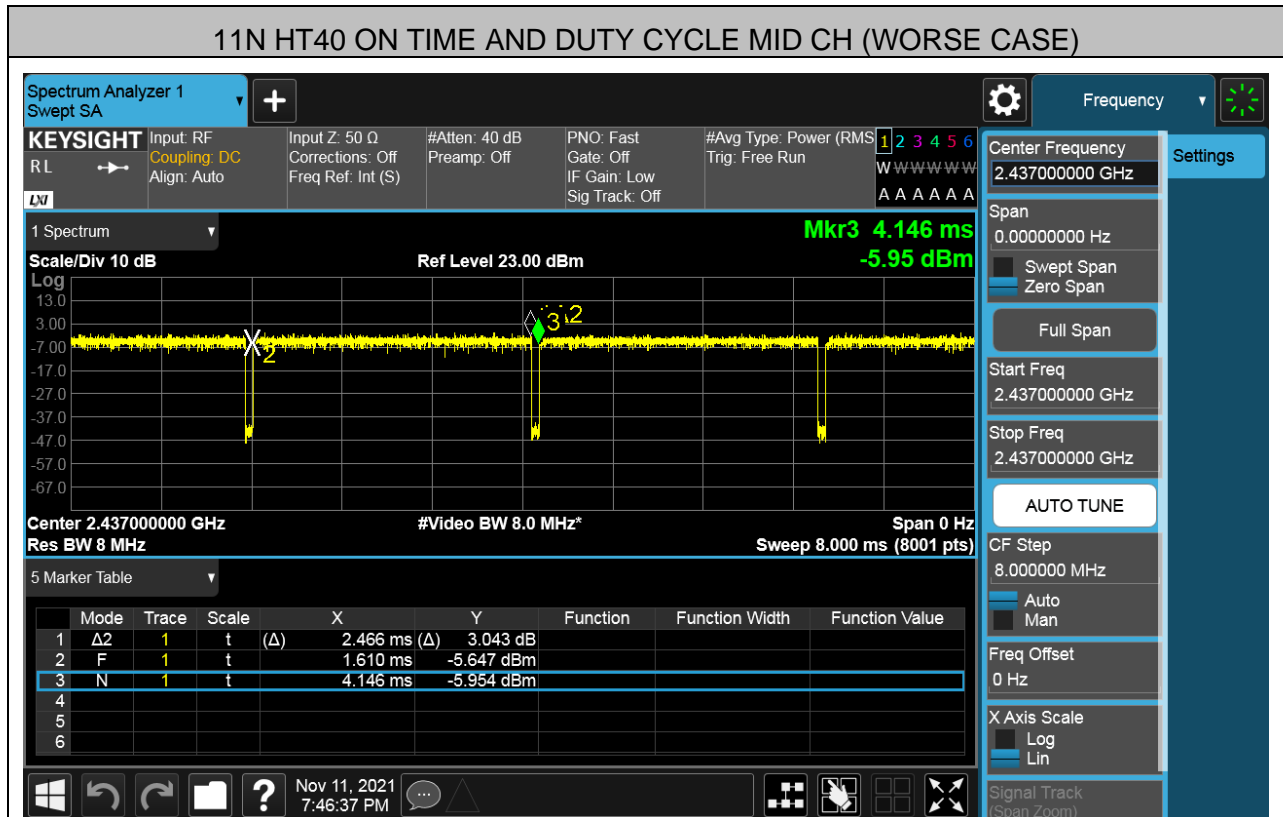 11N HT40 ON TIME AND DUTY CYCLE MID CH (WORSE CASE)
Spectrum Analyzer 1
Swept SA
+
Frequency
KEYSIGHT
RL
LXI
Input: RF
Coupling: DC
Align: Auto
Input Z: 50 Ω
Corrections: Off
Freq Ref: Int (S)
#Atten: 40 dB
Preamp: Off
PNO: Fast
Gate: Off
IF Gain: Low
Sig Track: Off
#Avg Type: Power (RMS
Trig: Free Run
1 2 3 4 5 6
W W W W W W
A A A A A A
1 Spectrum
Mkr3 4.146 ms
Scale/Div 10 dB
Ref Level 23.00 dBm
-5.95 dBm
Log
13.0
3.00
-7.00
-17.0
-27.0
-37.0
-47.0
-57.0
-67.0
2
3
2
Center 2.437000000 GHz
#Video BW 8.0 MHz*
Span 0 Hz
Res BW 8 MHz
Sweep 8.000 ms (8001 pts)
5 Marker Table
Mode Trace Scale X Y Function Function Width Function Value
1 Δ2 1 t (Δ) 2.466 ms (Δ) 3.043 dB
2 F 1 t 1.610 ms -5.647 dBm
3 N 1 t 4.146 ms -5.954 dBm
4
5
6
?
Nov 11, 2021
7:46:37 PM
Settings
Center Frequency
2.437000000 GHz
Span
0.00000000 Hz
Swept Span
Zero Span
Full Span
Start Freq
2.437000000 GHz
Stop Freq
2.437000000 GHz
AUTO TUNE
CF Step
8.000000 MHz
Auto
Man
Freq Offset
0 Hz
X Axis Scale
Log
Lin
Signal Track
(Span Zoom)